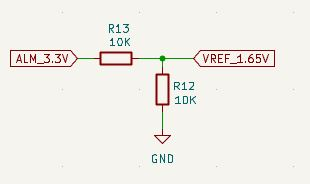 R13
10K
ALM_3.3V
VREF_1.65V
R12
10K
GND